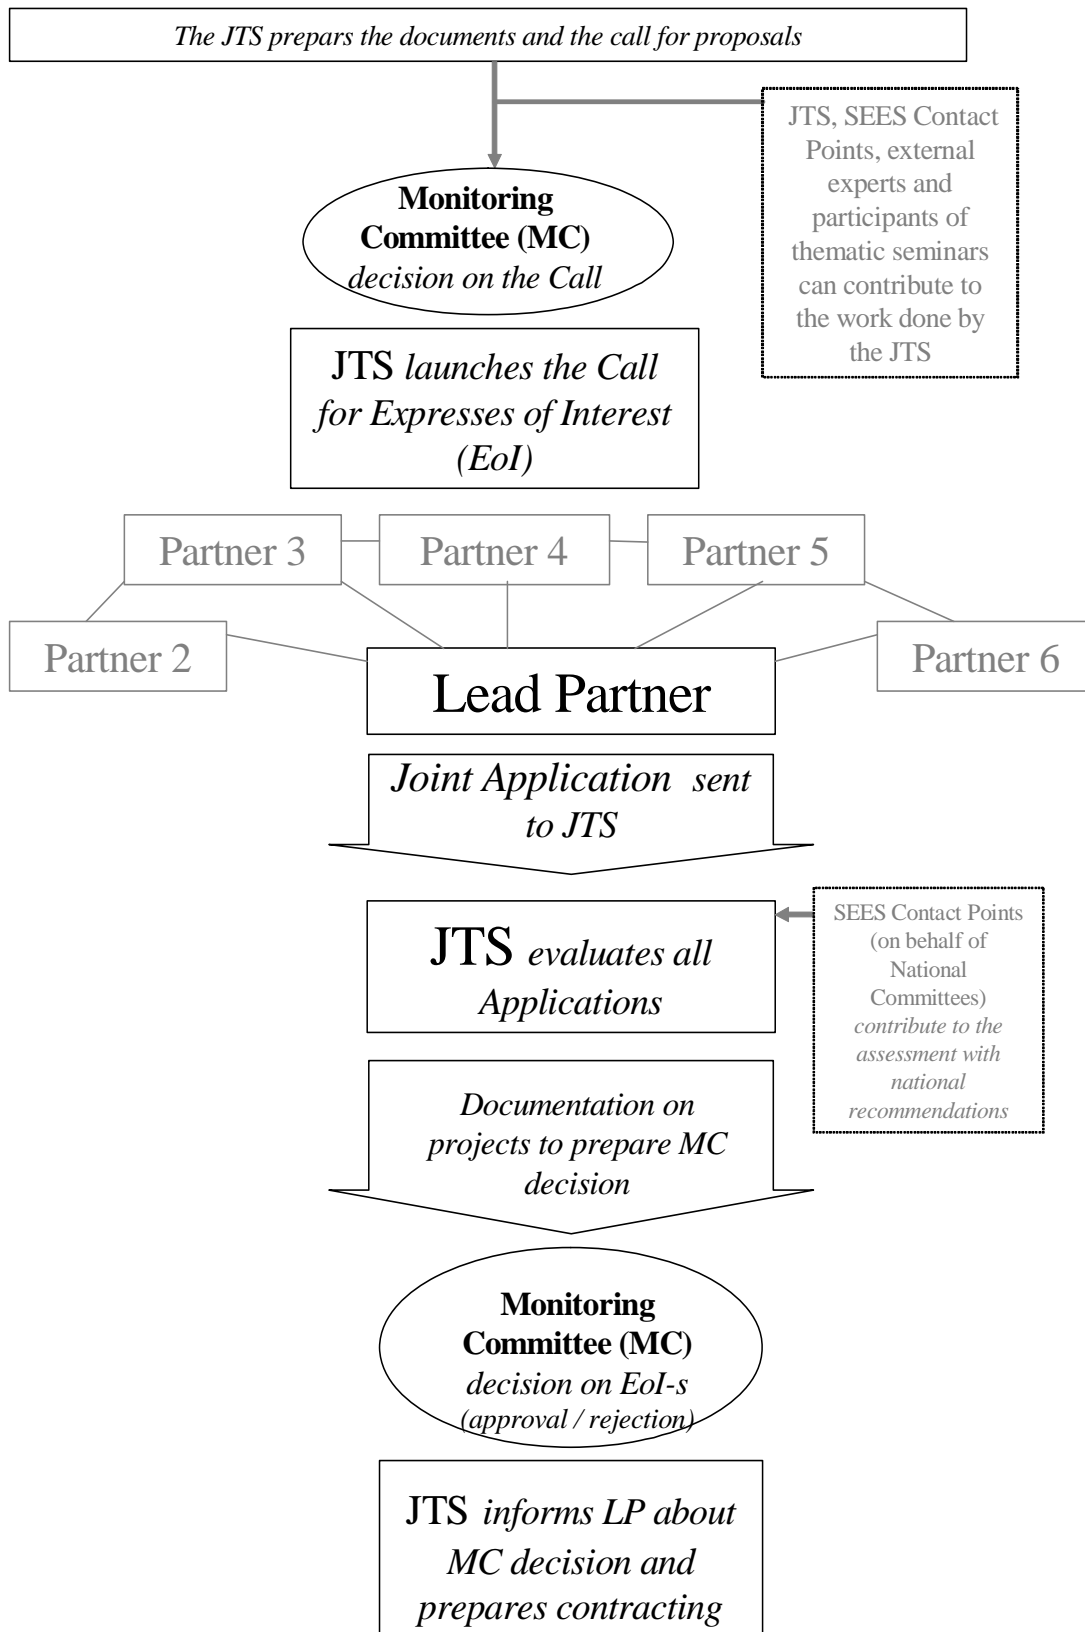 The JTS prepars the documents and the call for proposals
JTS, SEES Contact
Points, external
experts and
participants of
thematic seminars
can contribute to
the work done by
the JTS
Monitoring
Committee (MC)
decision on the Call
JTS launches the Call
for Expresses of Interest
(EoI)
Partner 3
Partner 4
Partner 5
Partner 2
Partner 6
Lead Partner
Joint Application sent
to JTS
JTS evaluates all
Applications
SEES Contact Points
(on behalf of
National
Committees)
contribute to the
assessment with
national
recommendations
Documentation on
projects to prepare MC
decision
Monitoring
Committee (MC)
decision on EoI-s
(approval / rejection)
JTS informs LP about
MC decision and
prepares contracting